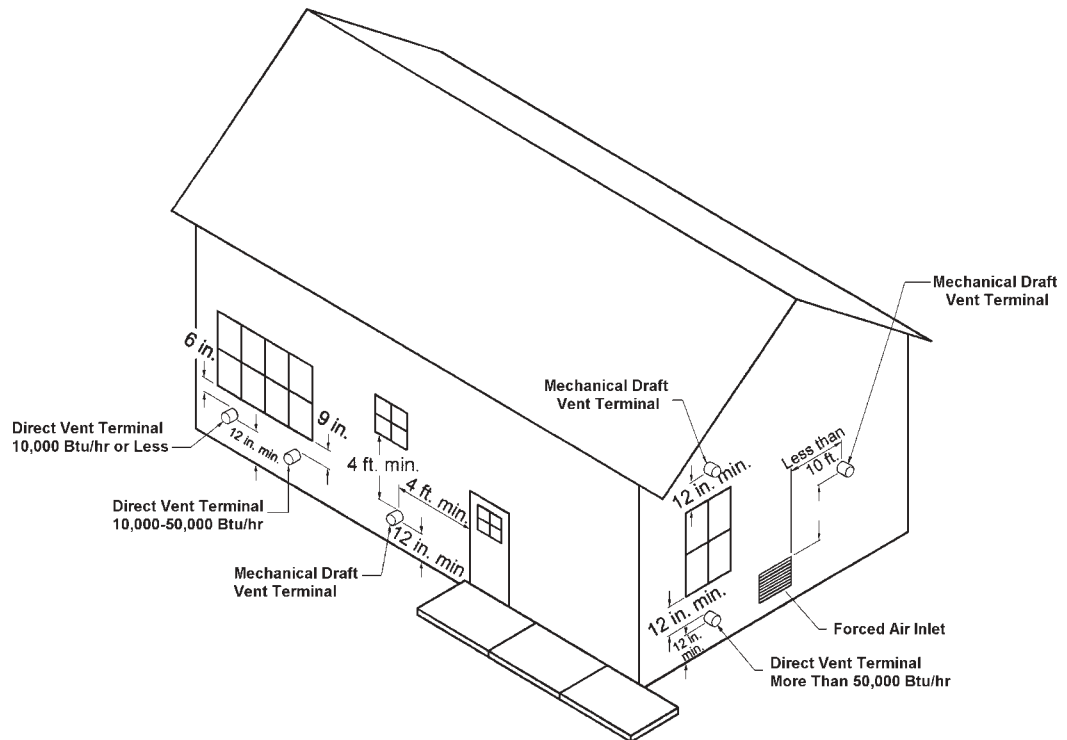 Mechanical Draft
Vent Terminal
6 in.
Mechanical Draft
Vent Terminal
Less than
10 ft.
Direct Vent Terminal
10,000 Btu/hr or Less
12 in. min.
9 in.
4 ft. min.
12 in. min.
4 ft. min.
Direct Vent Terminal
10,000-50,000 Btu/hr
12 in. min
Mechanical Draft
Vent Terminal
12 in. min.
12 in.
min.
Forced Air Inlet
Direct Vent Terminal
More Than 50,000 Btu/hr